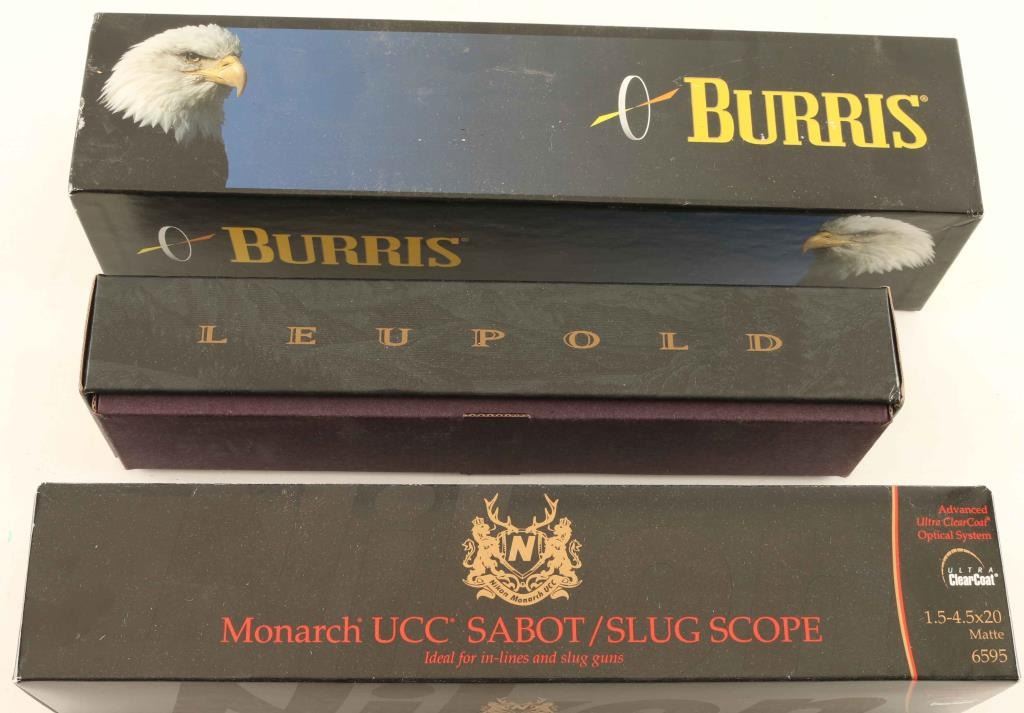 BURRIS®
BURRIS®
LEUPOLD
N
Nikon Monarch UCC
Monarch® UCC® SABOT/SLUG SCOPE
Ideal for in-lines and slug guns
Advanced
Ultra ClearCoat®
Optical System
ULTRA
ClearCoat®
1.5-4.5x20
Matte
6595
Nikon